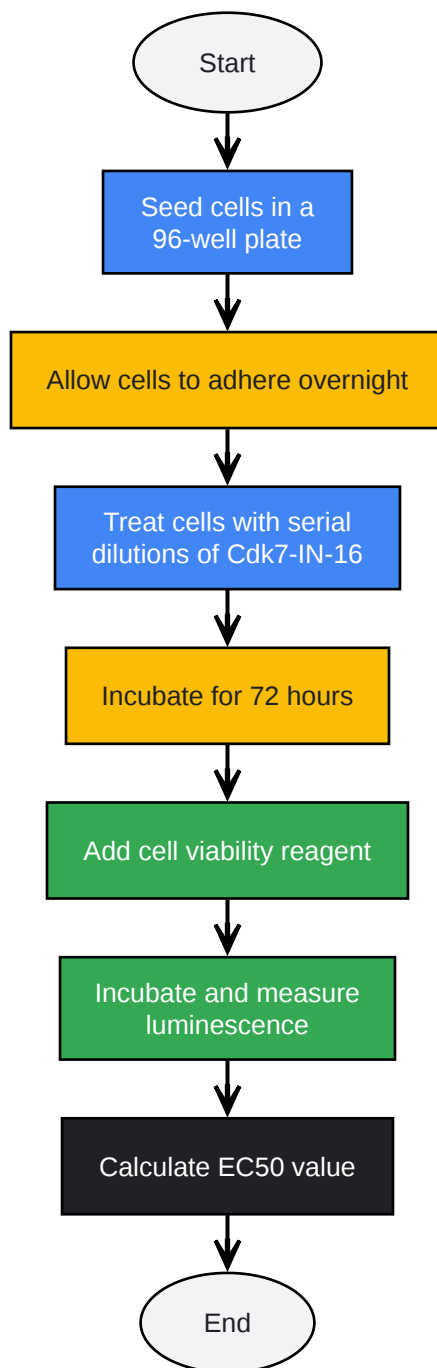 Start
Seed cells in a
96-well plate
Allow cells to adhere overnight
Treat cells with serial
dilutions of Cdk7-IN-16
Incubate for 72 hours
Add cell viability reagent
Incubate and measure
luminescence
Calculate EC50 value
End